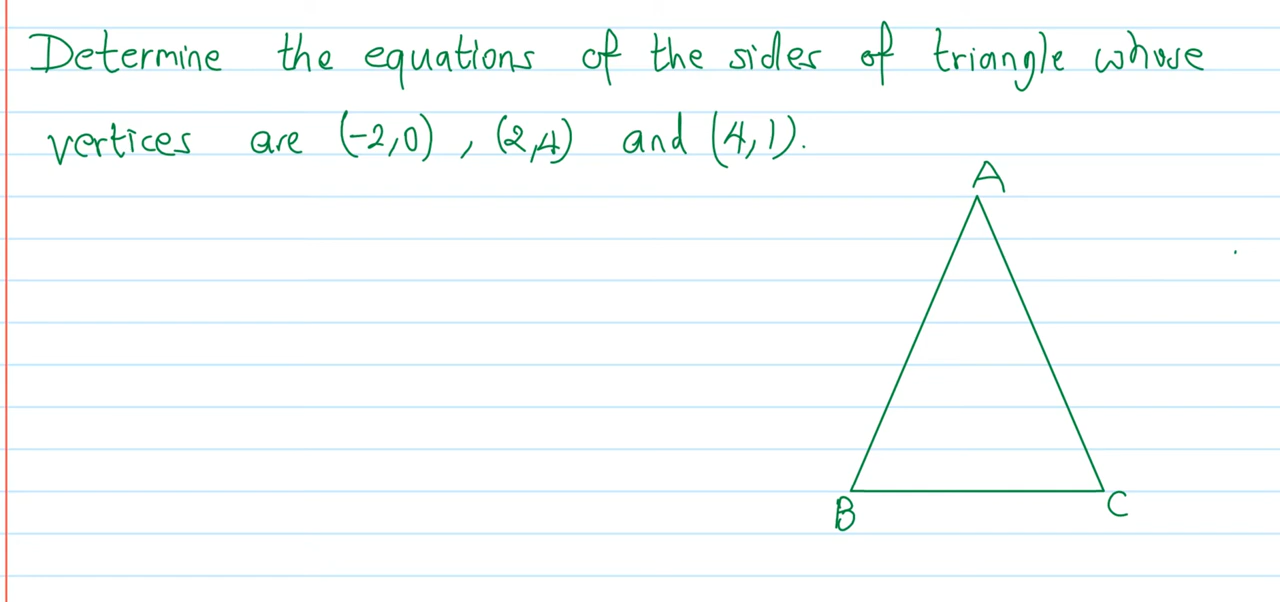 Determine the equations of the sides of triangle whose
vertices are (-2,0) , (2,4) and (4,1).
A
B
C